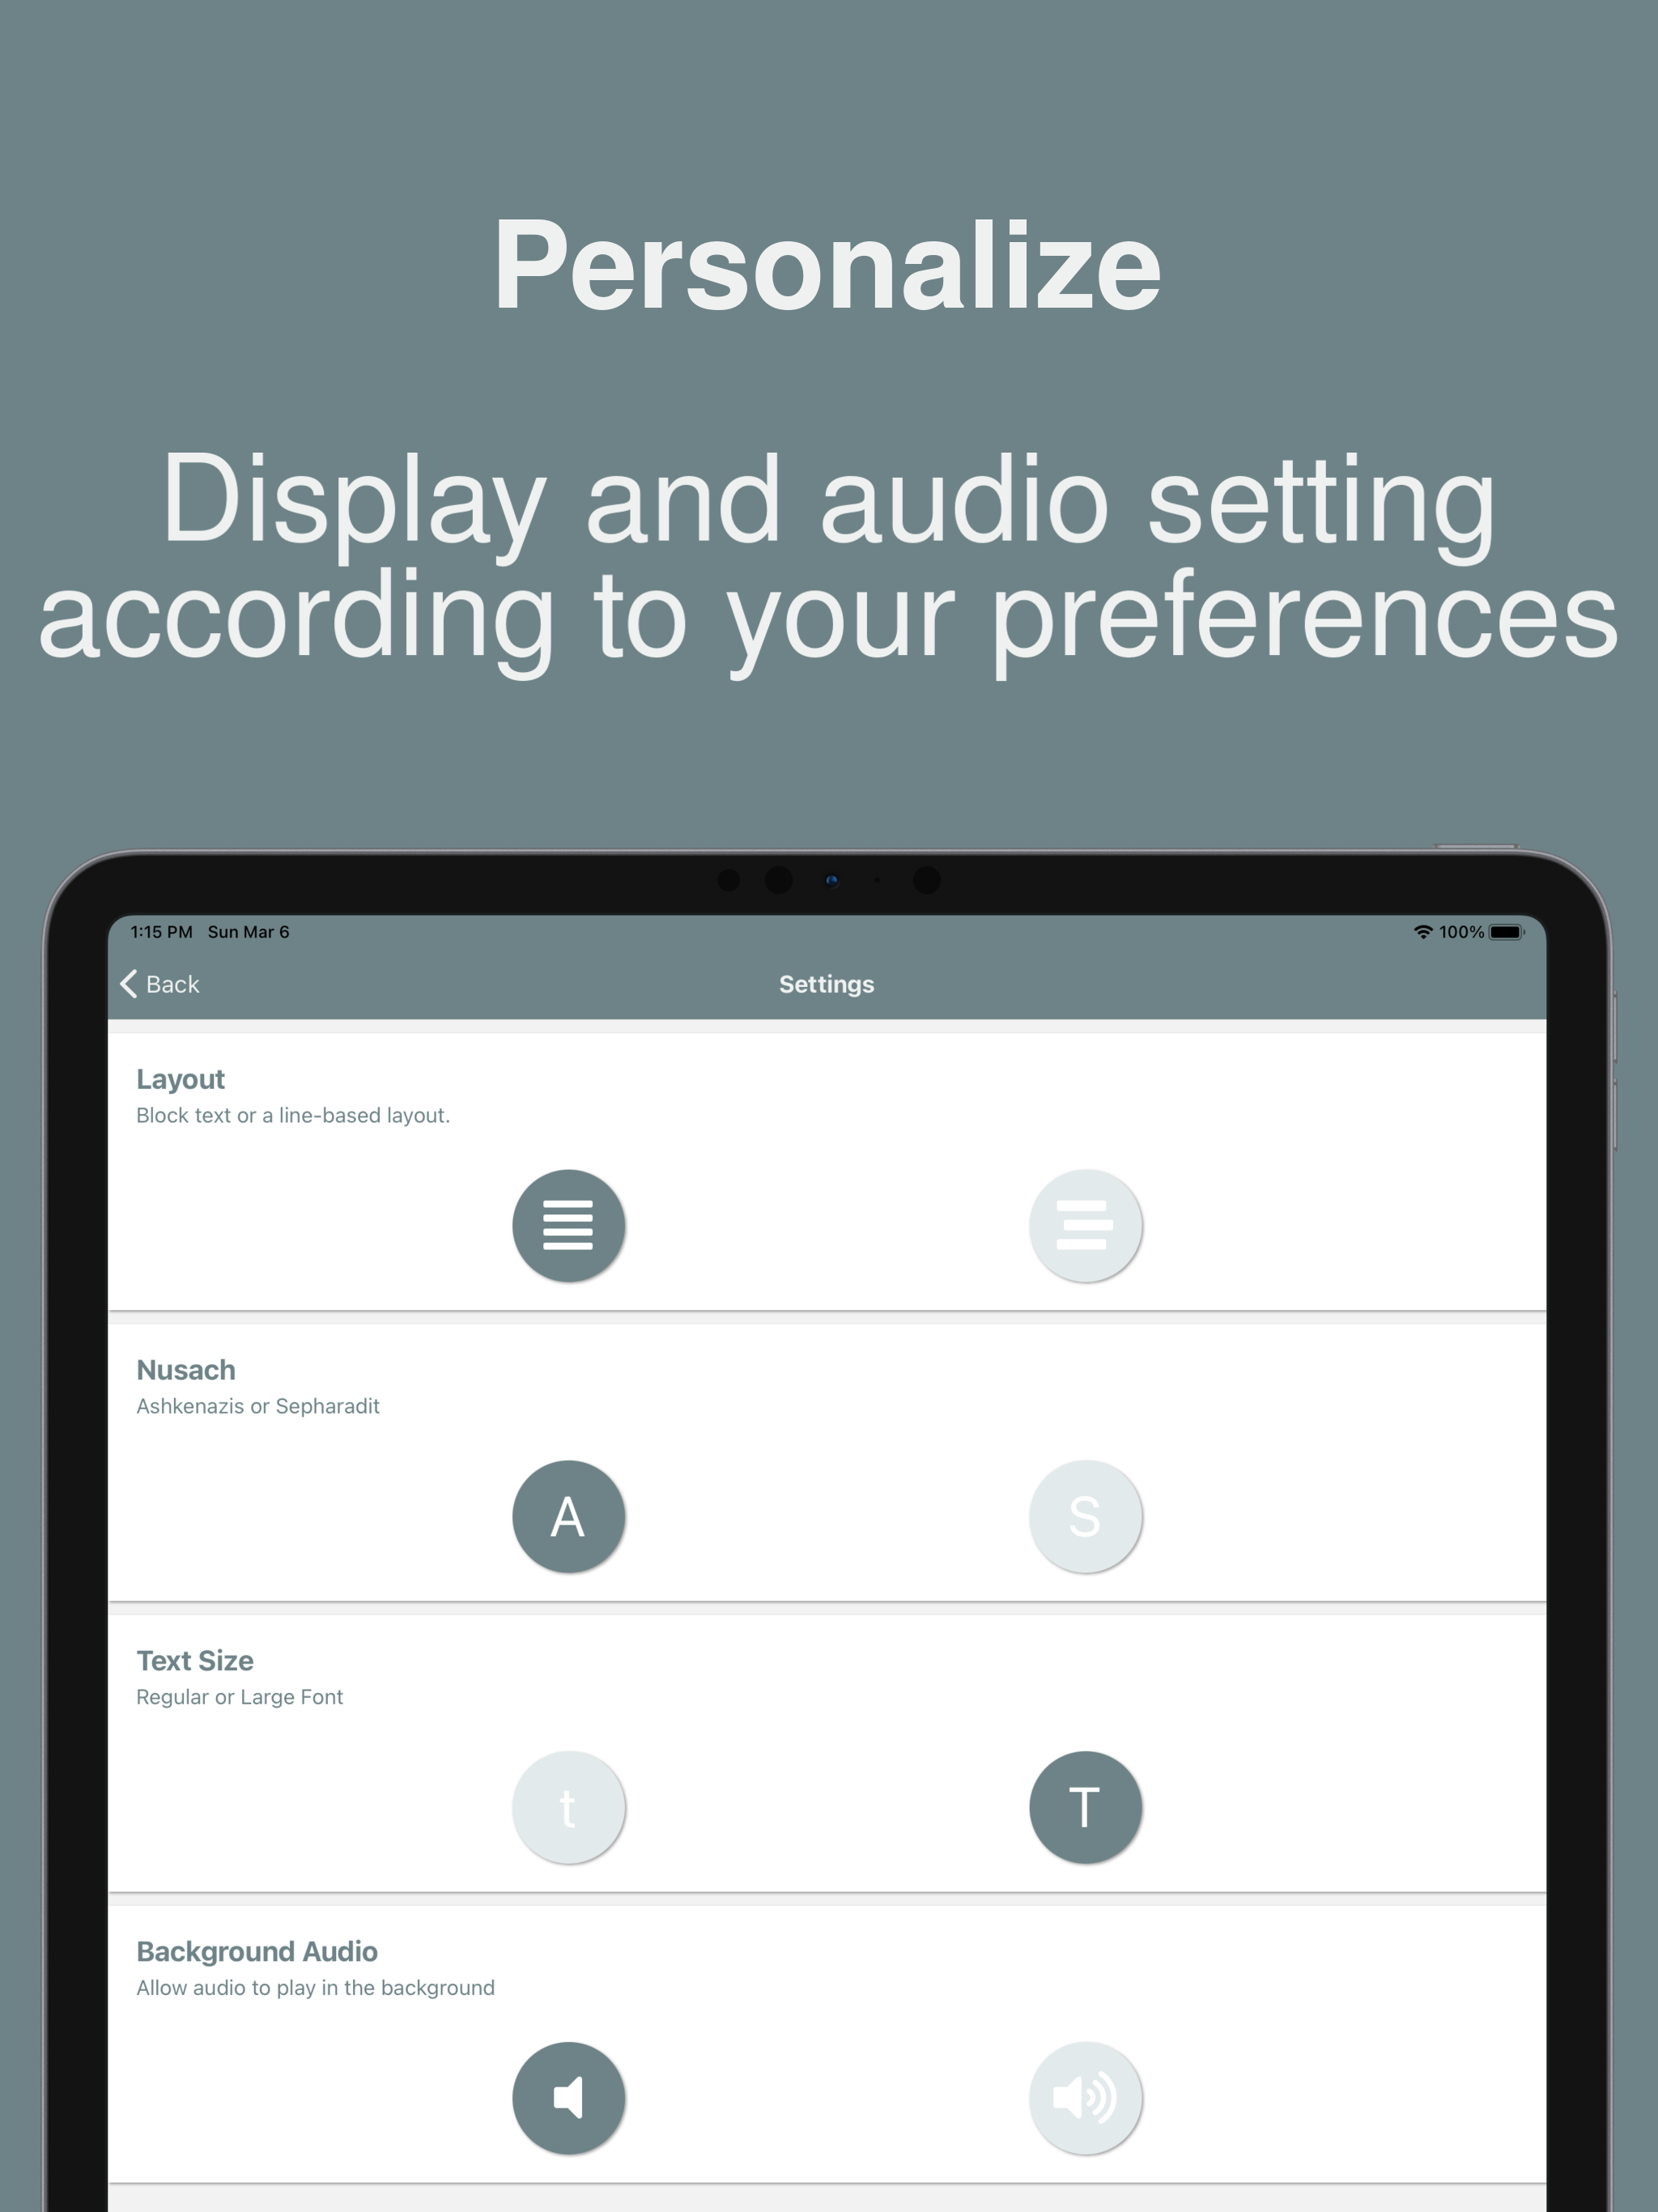 Personalize
Display and audio setting
according to your preferences
1:15 PM Sun Mar 6
100%
Back
Settings
Layout
Block text or a line-based layout.
Nusach
Ashkenazis or Sepharadit
A
S
Text Size
Regular or Large Font
t
T
Background Audio
Allow audio to play in the background